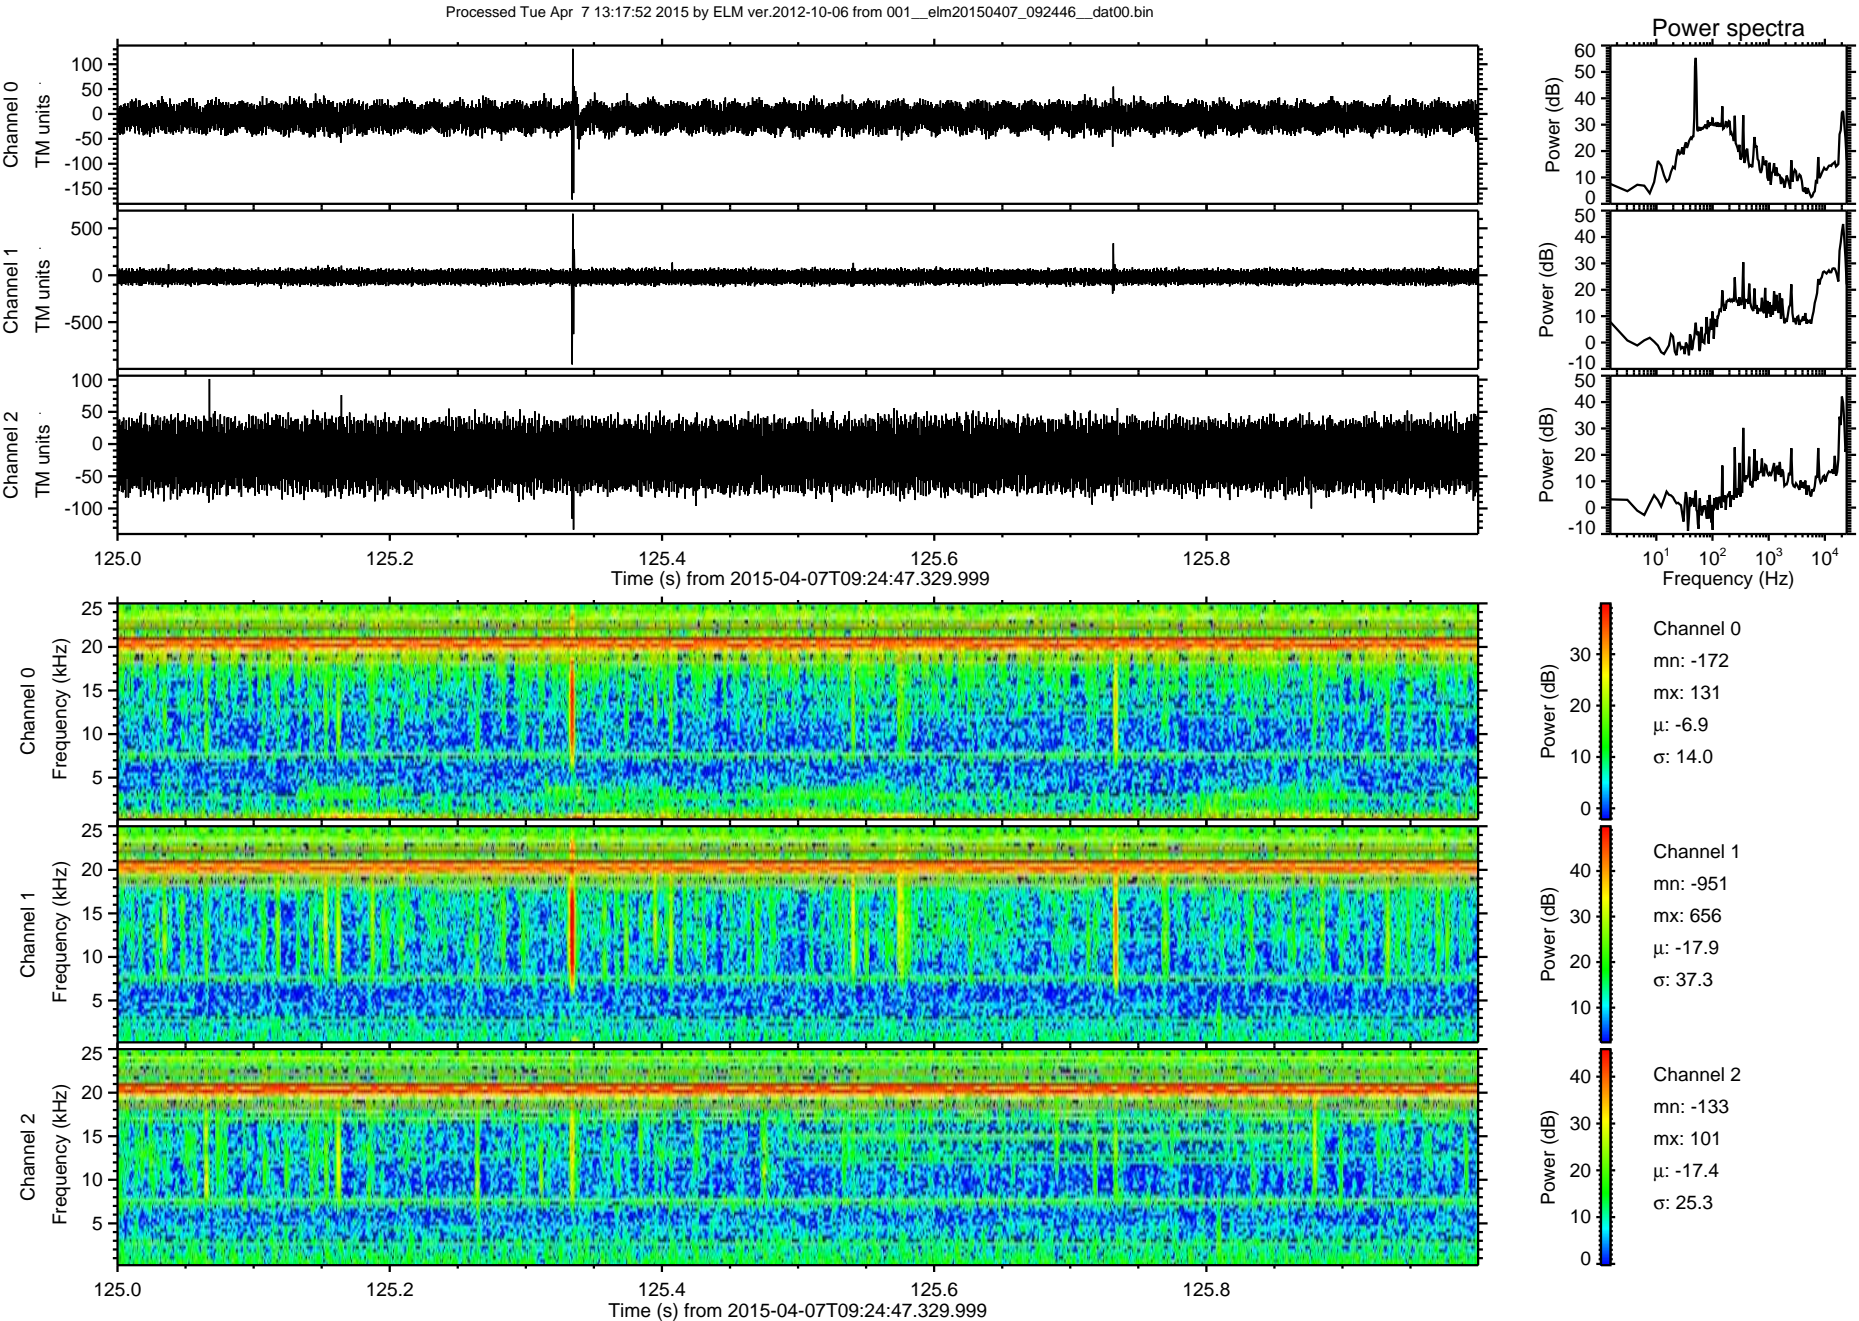 Processed Tue Apr  7 13:17:52 2015 by ELM ver.2012-10-06 from 001__elm20150407_092446__dat00.bin
Power spectra
Channel 0
TM units
100
50
0
-50
-100
-150
Power (dB)
60
50
40
30
20
10
0
Channel 1
TM units
500
0
-500
Power (dB)
50
40
30
20
10
0
-10
Channel 2
TM units
100
50
0
-50
-100
Power (dB)
50
40
30
20
10
0
-10
125.0 125.2 125.4 125.6 125.8
Time (s) from 2015-04-07T09:24:47.329.999
10¹ 10² 10³ 10⁴
Frequency (Hz)
Channel 0
Frequency (kHz)
25
20
15
10
5
Power (dB)
30
20
10
0
Channel 0
mn: -172
mx: 131
μ: -6.9
σ: 14.0
Channel 1
Frequency (kHz)
25
20
15
10
5
Power (dB)
40
30
20
10
Channel 1
mn: -951
mx: 656
μ: -17.9
σ: 37.3
Channel 2
Frequency (kHz)
25
20
15
10
5
Power (dB)
40
30
20
10
0
Channel 2
mn: -133
mx: 101
μ: -17.4
σ: 25.3
125.0 125.2 125.4 125.6 125.8
Time (s) from 2015-04-07T09:24:47.329.999